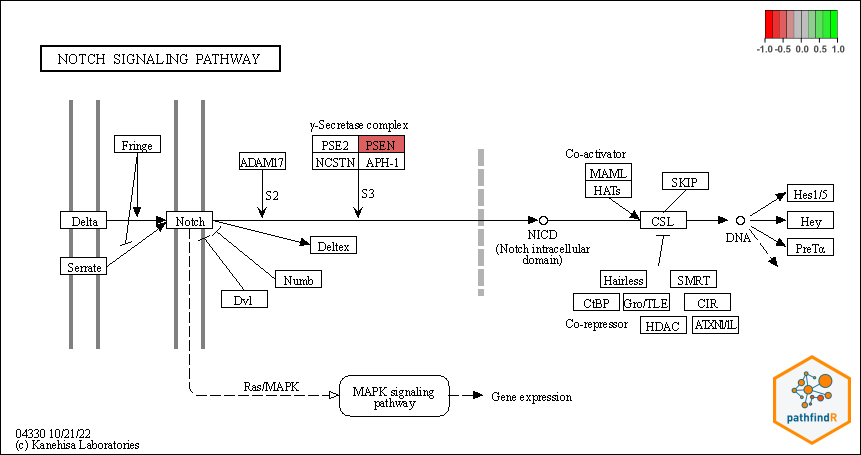 -1.0 -0.5 0.0 0.5 1.0
NOTCH SIGNALING PATHWAY
γ-Secretase complex
Fringe
PSE2 PSEN
NCSTN APH-1
ADAM17
Co-activator
MAML
HATs
SKIP
S2
S3
Delta
Notch
CSL
DNA
Hes1/5
Hey
PreTα
NICD
(Notch intracellular
domain)
Deltex
Serrate
Numb
Dvl
Hairless
SMRT
CtBP
Gro/TLE
CIR
Co-repressor
HDAC
ATXN1/1L
Ras/MAPK
MAPK signaling
pathway
Gene expression
pathfindR
04330 10/21/22
(c) Kanehisa Laboratories